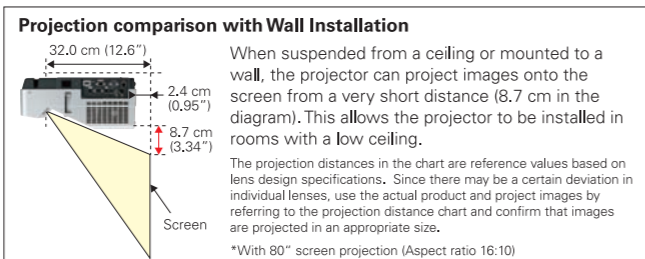 Projection comparison with Wall Installation
32.0 cm (12.6”)
2.4 cm
(0.95”)
8.7 cm
(3.34”)
Screen
When suspended from a ceiling or mounted to a
wall, the projector can project images onto the
screen from a very short distance (8.7 cm in the
diagram). This allows the projector to be installed in
rooms with a low ceiling.
The projection distances in the chart are reference values based on
lens design specifications. Since there may be a certain deviation in
individual lenses, use the actual product and project images by
referring to the projection distance chart and confirm that images
are projected in an appropriate size.
*With 80” screen projection (Aspect ratio 16:10)